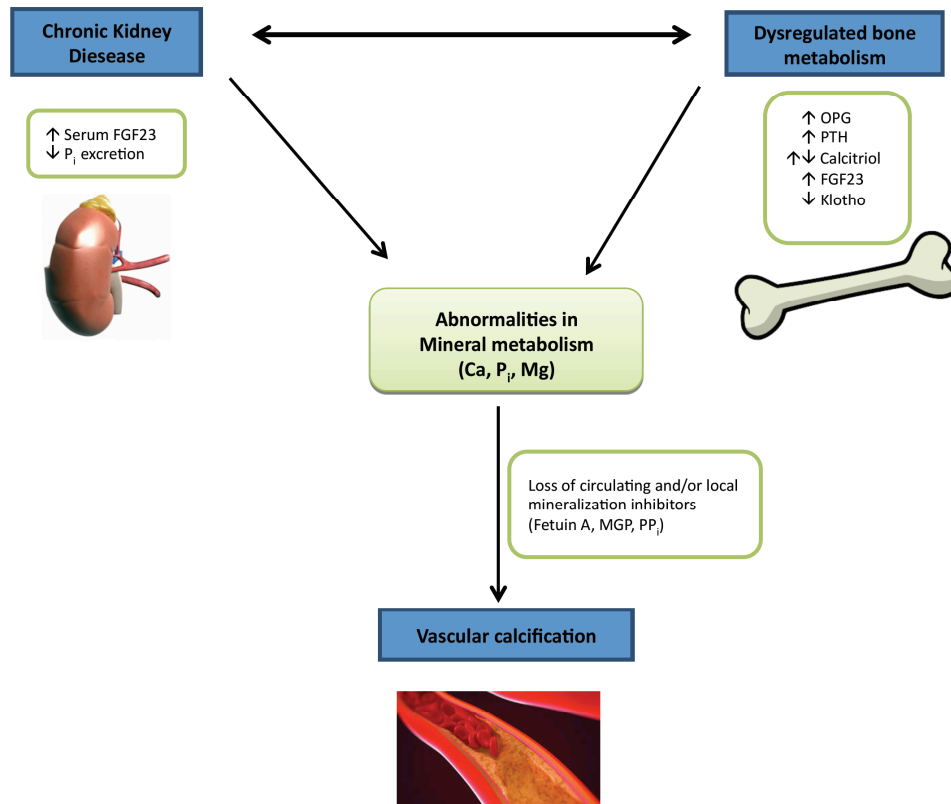 Chronic Kidney
Diesease
Dysregulated bone
metabolism
↑ Serum FGF23
↓ Pi excretion
↑ OPG
↑ PTH
↑↓ Calcitriol
↑ FGF23
↓ Klotho
Abnormalities in
Mineral metabolism
(Ca, Pi, Mg)
Loss of circulating and/or local
mineralization inhibitors
(Fetuin A, MGP, PPi)
Vascular calcification